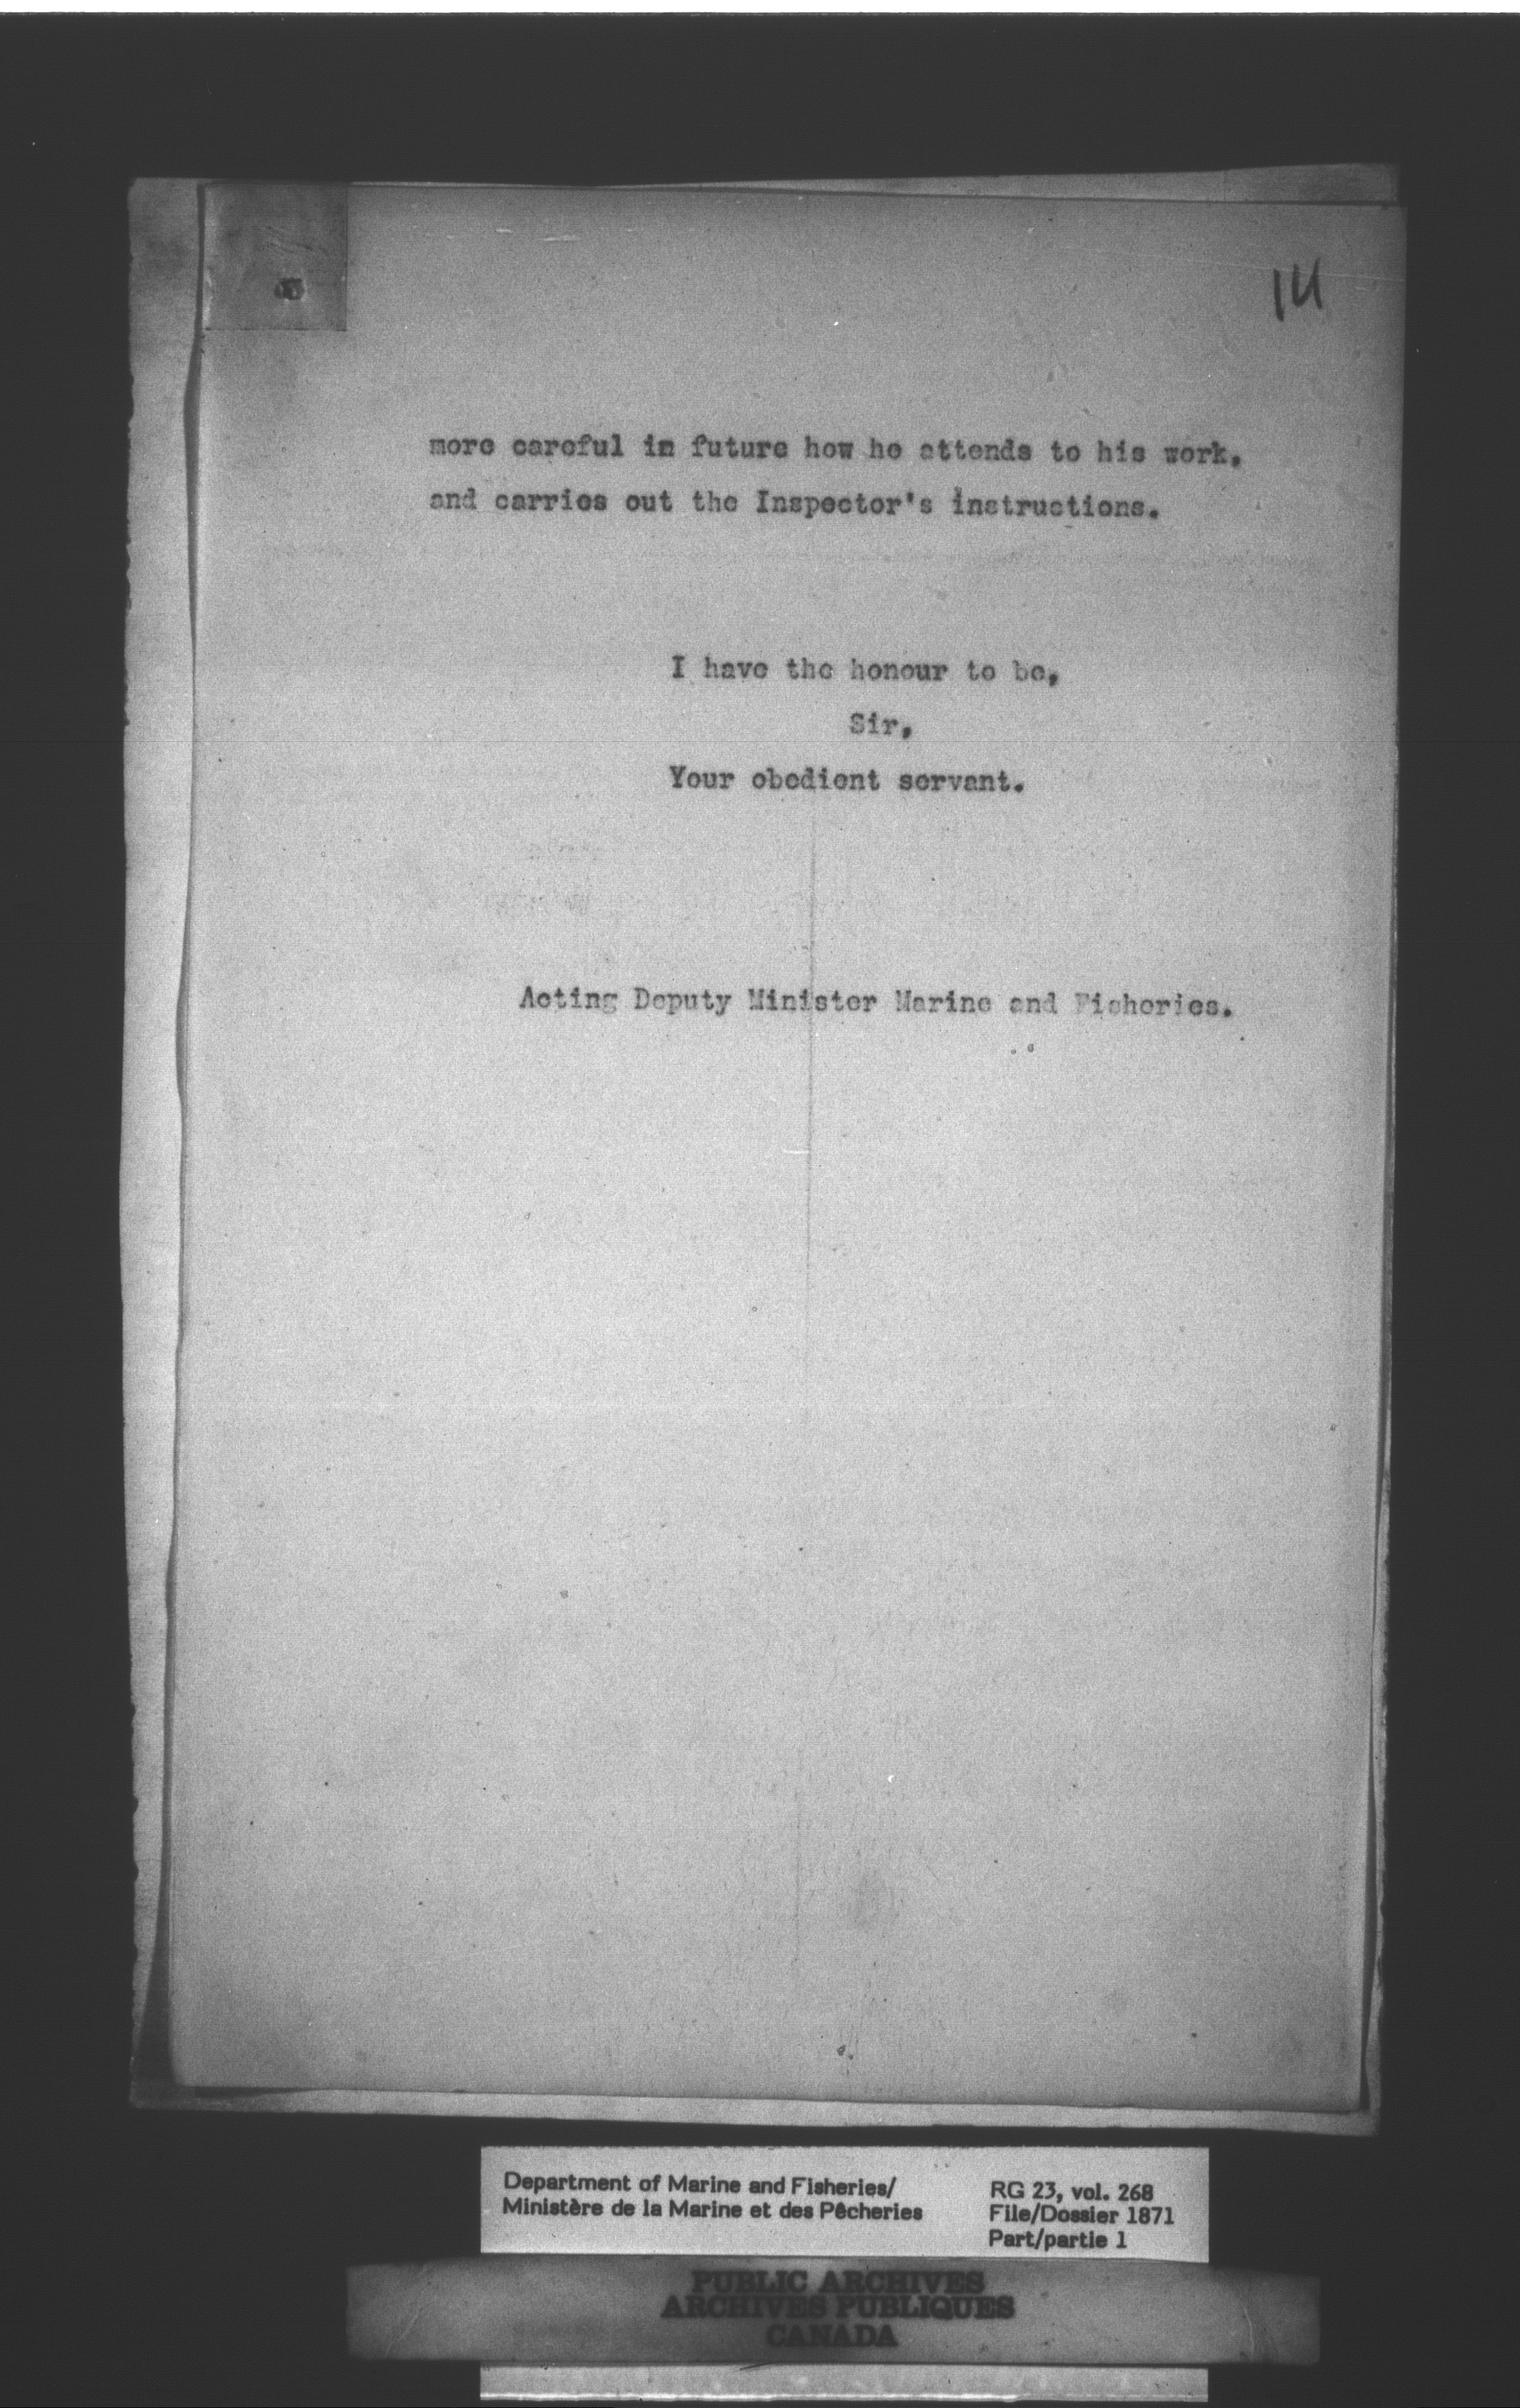 114
more careful in future how he attends to his work,
and carries out the Inspector's instructions.
I have the honour to be,
Sir,
Your obedient servant.
Acting Deputy Minister Marine and Fisheries.
Department of Marine and Fisheries/
Ministère de la Marine et des Pêcheries
RG 23, vol. 268
File/Dossier 1871
Part/partie 1
PUBLIC ARCHIVES
ARCHIVES PUBLIQUES
CANADA